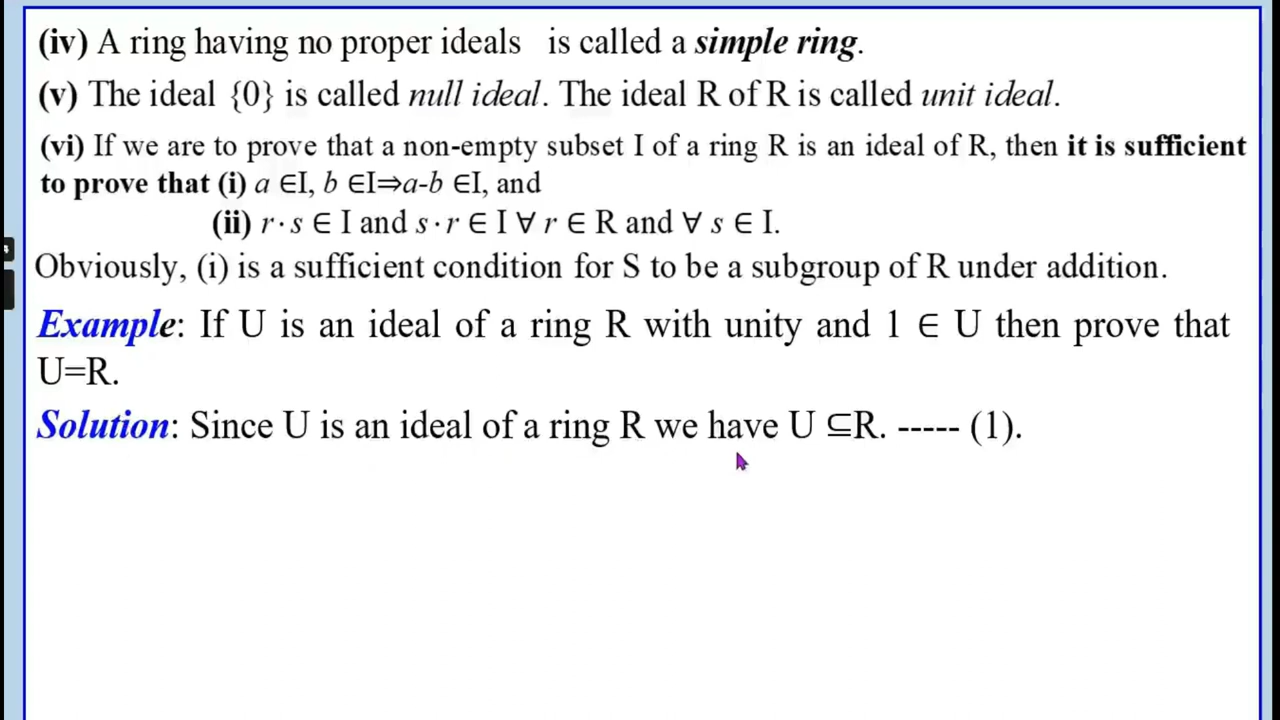 (iv) A ring having no proper ideals is called a simple ring.
(v) The ideal {0} is called null ideal. The ideal R of R is called unit ideal.
(vi) If we are to prove that a non-empty subset I of a ring R is an ideal of R, then it is sufficient
to prove that (i) a ∈I, b ∈I⇒a-b ∈I, and
(ii) r · s ∈ I and s · r ∈ I ∀ r ∈ R and ∀ s ∈ I.
Obviously, (i) is a sufficient condition for S to be a subgroup of R under addition.
Example: If U is an ideal of a ring R with unity and 1 ∈ U then prove that
U=R.
Solution: Since U is an ideal of a ring R we have U ⊆R. ----- (1).